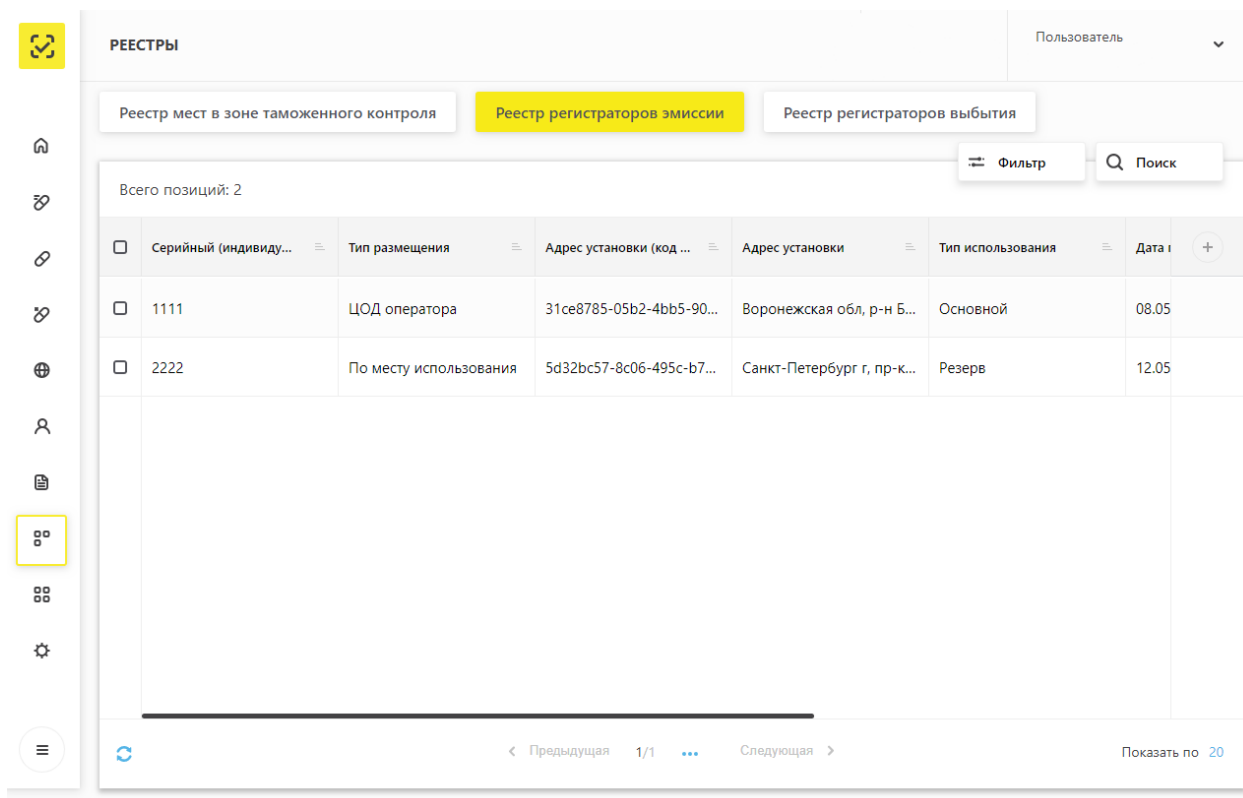 РЕЕСТРЫ
Пользователь
Реестр мест в зоне таможенного контроля
Реестр регистраторов эмиссии
Реестр регистраторов выбытия
Фильтр
Поиск
Всего позиций: 2
Серийный (индивиду... Тип размещения Адрес установки (код ... Адрес установки Тип использования Дата
1111 ЦОД оператора 31ce8785-05b2-4bb5-90... Воронежская обл, р-н Б... Основной 08.05
2222 По месту использования 5d32bc57-8c06-495c-b7... Санкт-Петербург г, пр-к... Резерв 12.05
Предыдущая 1/1 ... Следующая
Показать по 20